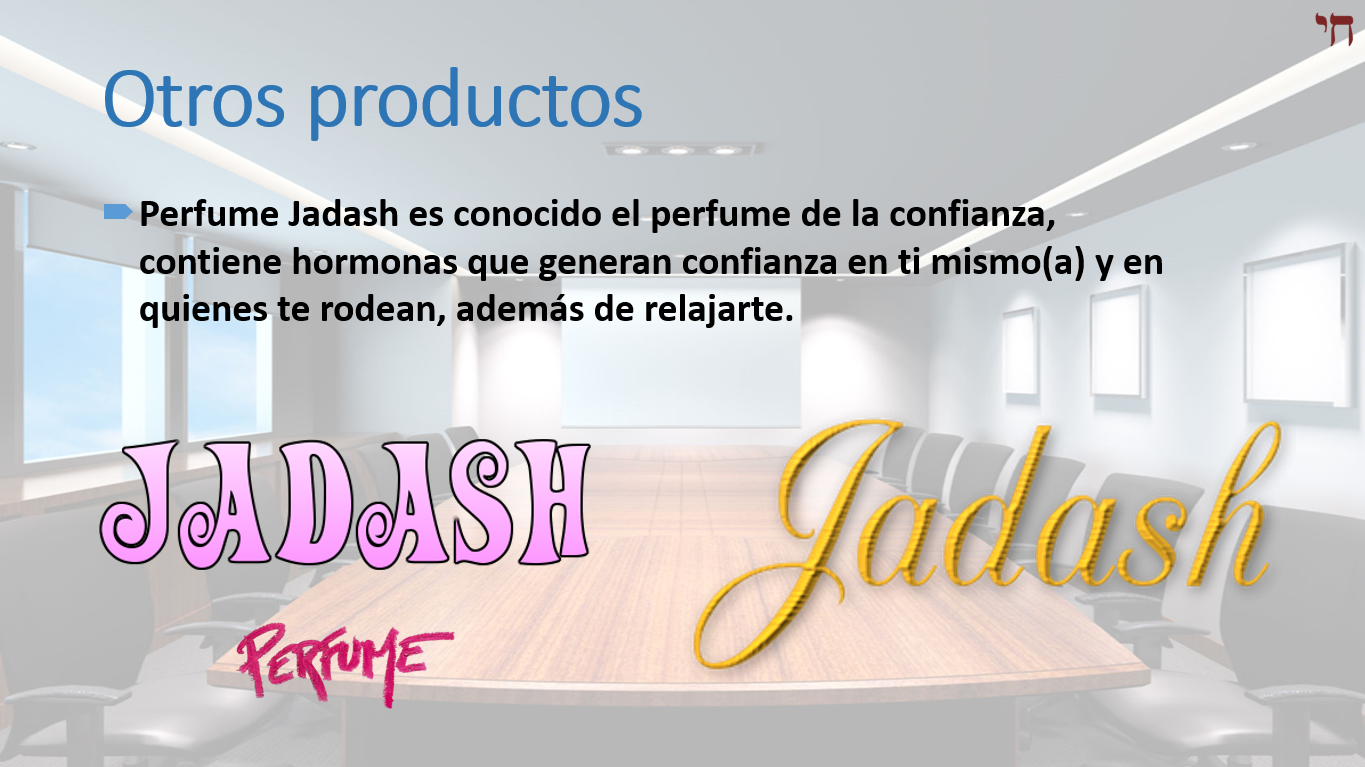 חי
Otros productos
Perfume Jadash es conocido el perfume de la confianza,
contiene hormonas que generan confianza en ti mismo(a) y en
quienes te rodean, además de relajarte.
JADASH
Jadash
PERFUME